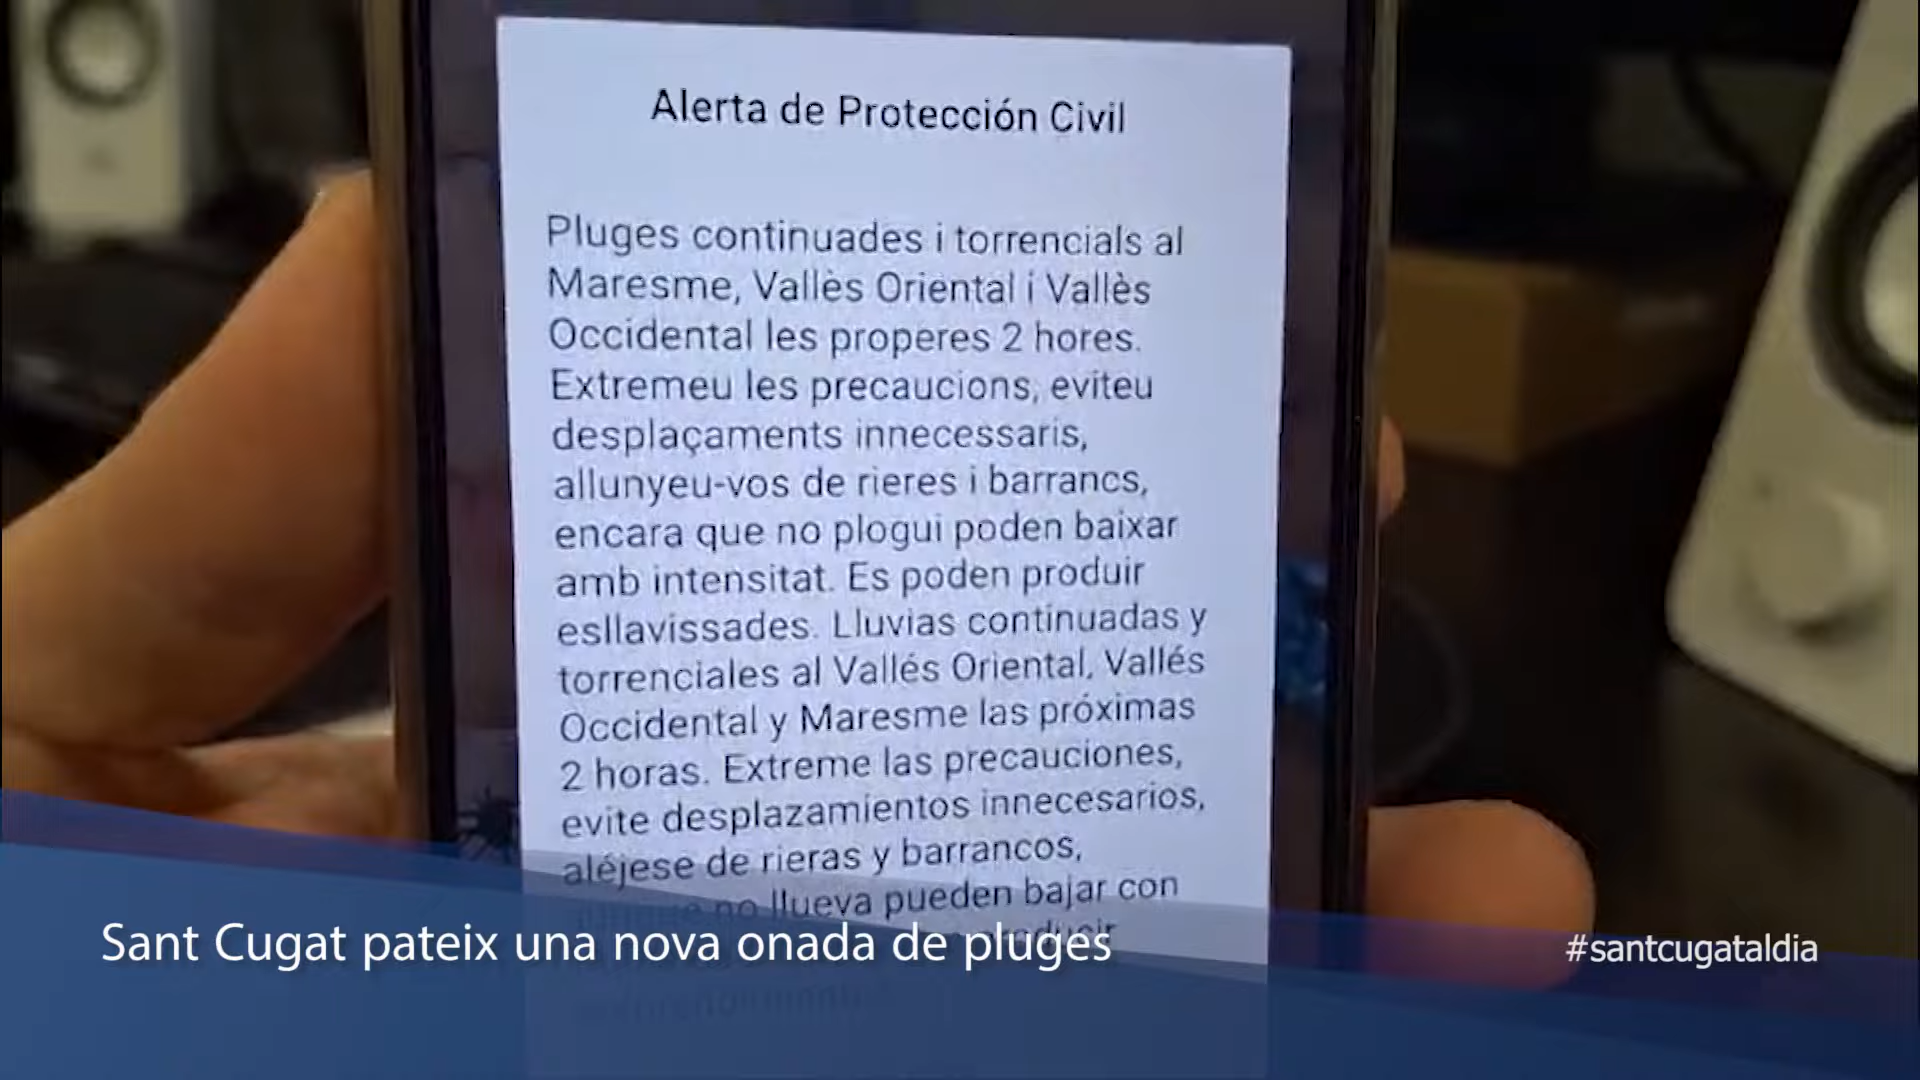 Alerta de Protección Civil
Pluges continuades i torrencials al
Maresme, Vallès Oriental i Vallès
Occidental les properes 2 hores.
Extremeu les precaucions, eviteu
desplaçaments innecessaris,
allunyeu-vos de rieres i barrancs,
encara que no plogui poden baixar
amb intensitat. Es poden produir
esllavissades. Lluvias continuadas y
torrenciales al Vallés Oriental, Vallés
Occidental y Maresme las próximas
2 horas. Extreme las precauciones,
evite desplazamientos innecesarios,
aléjese de rieras y barrancos,
no llueva pueden bajar con
producir
Sant Cugat pateix una nova onada de pluges
#santcugataldia